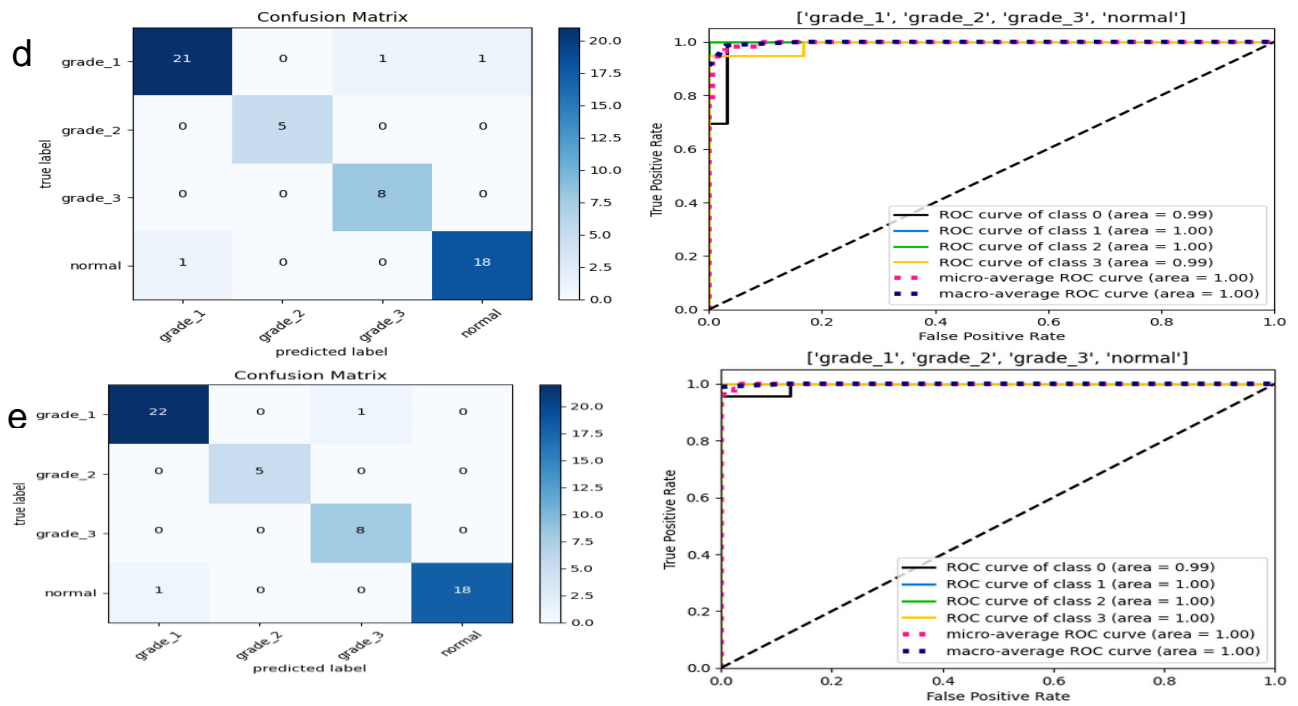 d
Confusion Matrix
grade_1 21 0 1 1
grade_2 0 5 0 0
grade_3 0 0 8 0
normal 1 0 0 18
true label
grade_1 grade_2 grade_3 normal
predicted label
20.0
17.5
15.0
12.5
10.0
7.5
5.0
2.5
0.0
['grade_1', 'grade_2', 'grade_3', 'normal']
True Positive Rate
1.0
0.8
0.6
0.4
0.2
0.0
ROC curve of class 0 (area = 0.99)
ROC curve of class 1 (area = 1.00)
ROC curve of class 2 (area = 1.00)
ROC curve of class 3 (area = 0.99)
micro-average ROC curve (area = 1.00)
macro-average ROC curve (area = 1.00)
0.0 0.2 0.4 0.6 0.8 1.0
False Positive Rate
e
Confusion Matrix
grade_1 22 0 1 0
grade_2 0 5 0 0
grade_3 0 0 8 0
normal 1 0 0 18
true label
grade_1 grade_2 grade_3 normal
predicted label
20.0
17.5
15.0
12.5
10.0
7.5
5.0
2.5
0.0
['grade_1', 'grade_2', 'grade_3', 'normal']
True Positive Rate
1.0
0.8
0.6
0.4
0.2
0.0
ROC curve of class 0 (area = 0.99)
ROC curve of class 1 (area = 1.00)
ROC curve of class 2 (area = 1.00)
ROC curve of class 3 (area = 1.00)
micro-average ROC curve (area = 1.00)
macro-average ROC curve (area = 1.00)
0.0 0.2 0.4 0.6 0.8 1.0
False Positive Rate